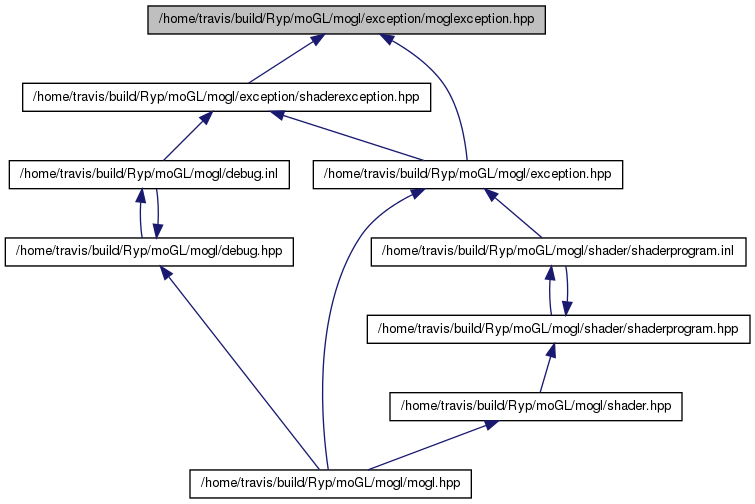 /home/travis/build/Ryp/moGL/mogl/exception/moglexception.hpp
/home/travis/build/Ryp/moGL/mogl/exception/shaderexception.hpp
/home/travis/build/Ryp/moGL/mogl/debug.inl
/home/travis/build/Ryp/moGL/mogl/exception.hpp
/home/travis/build/Ryp/moGL/mogl/debug.hpp
/home/travis/build/Ryp/moGL/mogl/shader/shaderprogram.inl
/home/travis/build/Ryp/moGL/mogl/shader/shaderprogram.hpp
/home/travis/build/Ryp/moGL/mogl/shader.hpp
/home/travis/build/Ryp/moGL/mogl/mogl.hpp